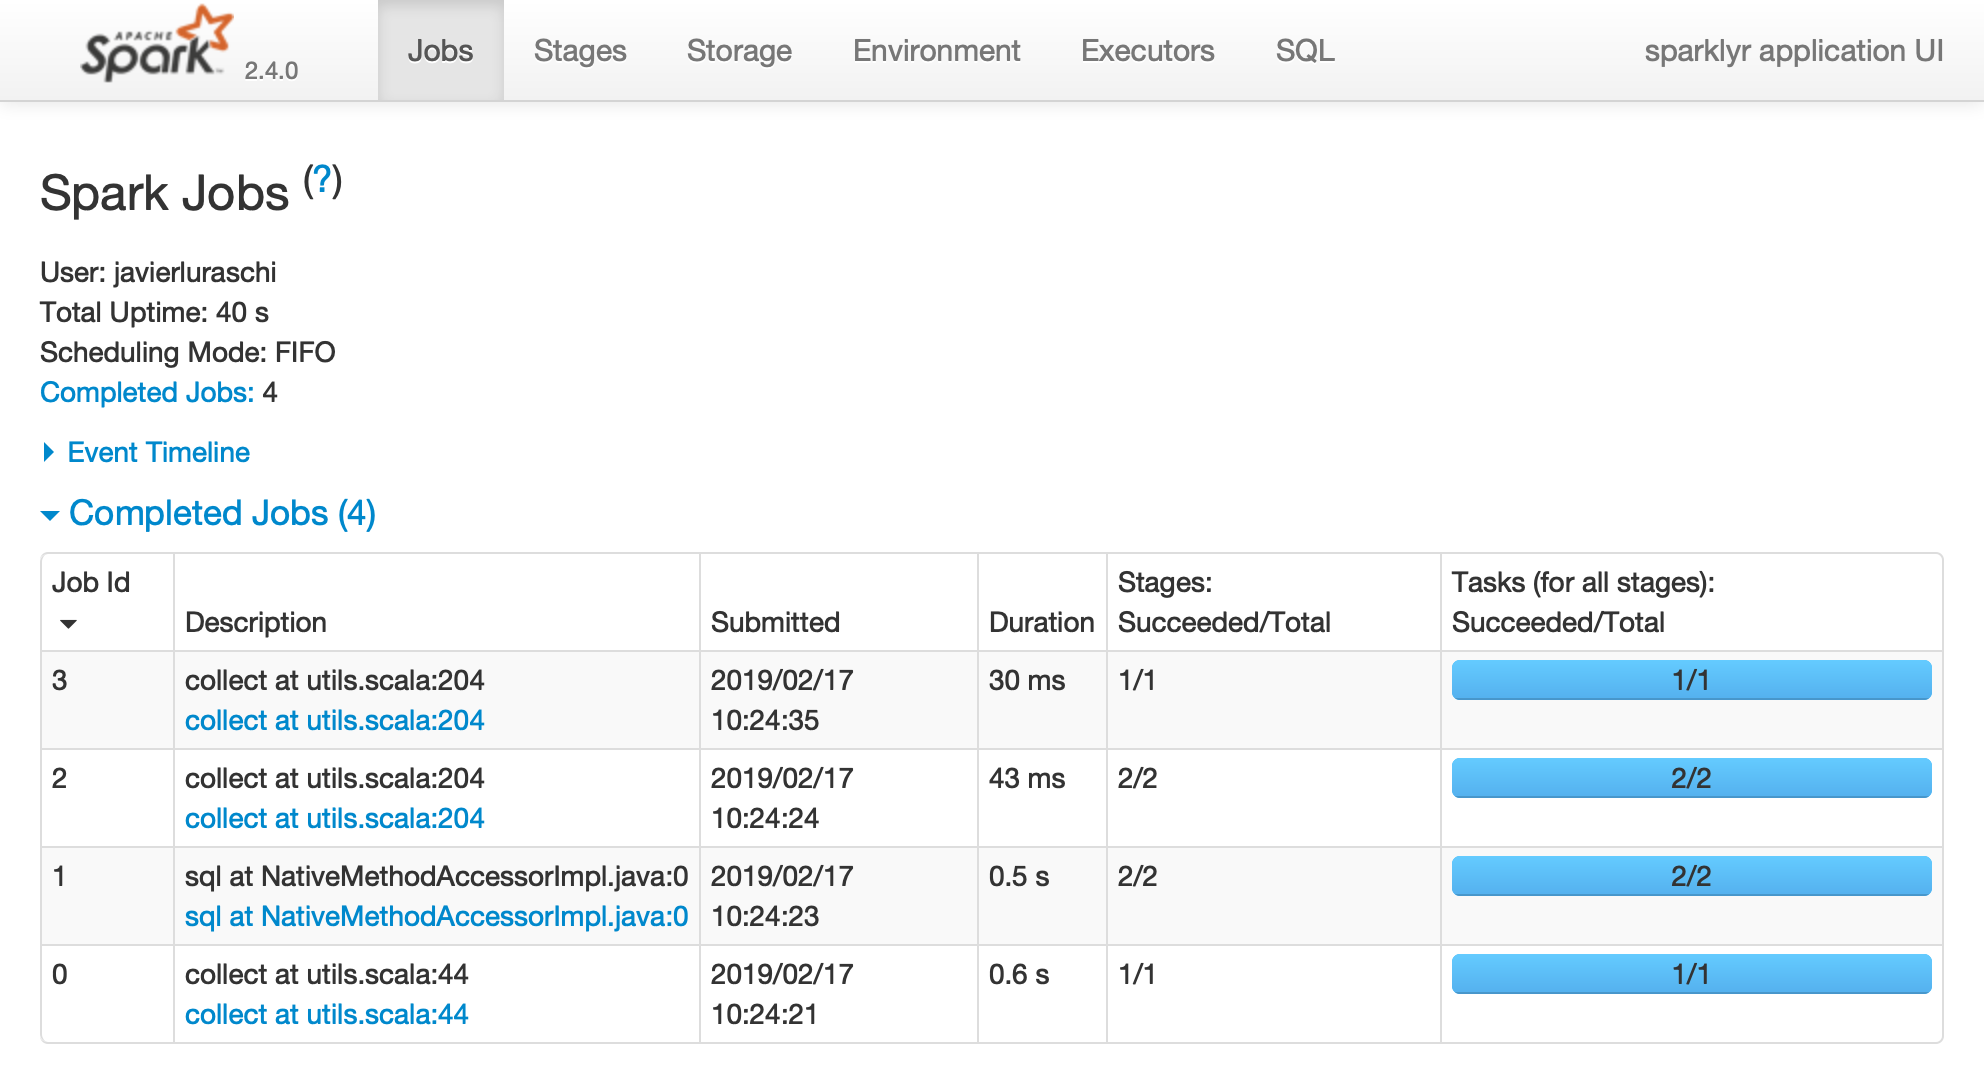 APACHE
Spark 2.4.0 Jobs Stages Storage Environment Executors SQL sparklyr application UI
Spark Jobs (?)
User: javierluraschi
Total Uptime: 40 s
Scheduling Mode: FIFO
Completed Jobs: 4
Event Timeline
Completed Jobs (4)
Job Id Stages: Tasks (for all stages):
Description Submitted Duration Succeeded/Total Succeeded/Total
3 collect at utils.scala:204 2019/02/17 30 ms 1/1 1/1
collect at utils.scala:204 10:24:35
2 collect at utils.scala:204 2019/02/17 43 ms 2/2 2/2
collect at utils.scala:204 10:24:24
1 sql at NativeMethodAccessorImpl.java:0 2019/02/17 0.5 s 2/2 2/2
sql at NativeMethodAccessorImpl.java:0 10:24:23
0 collect at utils.scala:44 2019/02/17 0.6 s 1/1 1/1
collect at utils.scala:44 10:24:21